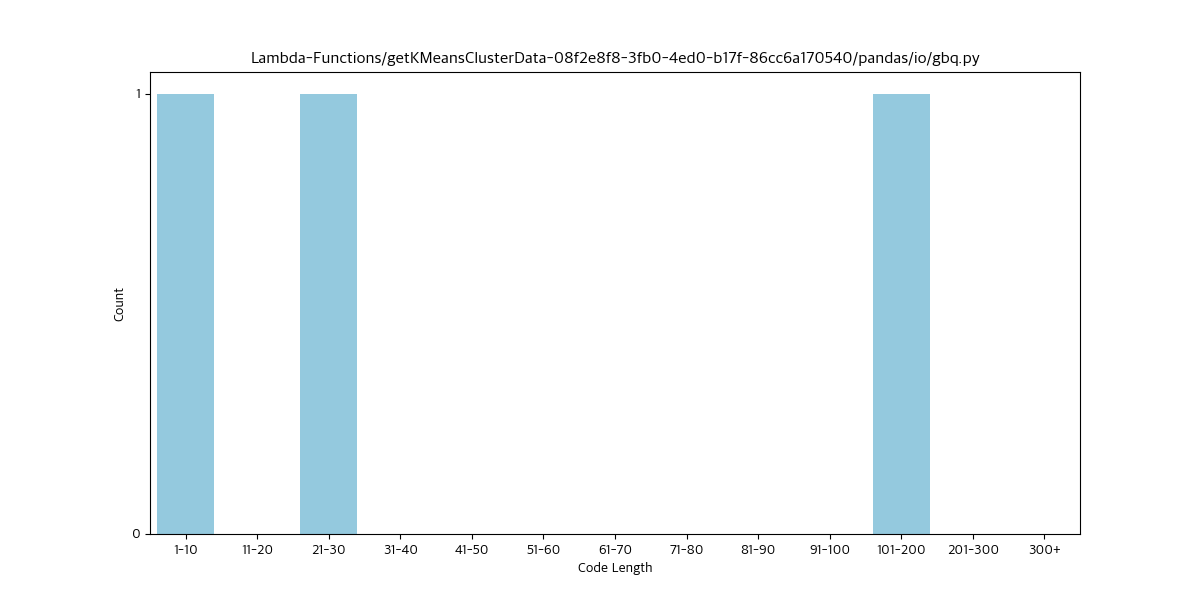 Lambda-Functions/getKMeansClusterData-08f2e8f8-3fb0-4ed0-b17f-86cc6a170540/pandas/io/gbq.py
1
Count
0
1-10 11-20 21-30 31-40 41-50 51-60 61-70 71-80 81-90 91-100 101-200 201-300 300+
Code Length